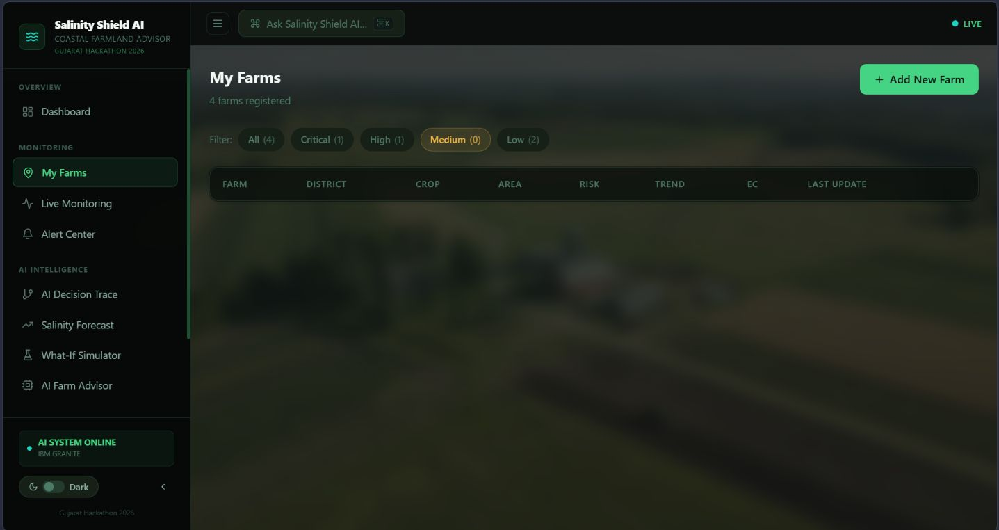 Salinity Shield AI
COASTAL FARMLAND ADVISOR
GUJARAT HACKATHON 2026
OVERVIEW
Dashboard
MONITORING
My Farms
Live Monitoring
Alert Center
AI INTELLIGENCE
AI Decision Trace
Salinity Forecast
What-If Simulator
AI Farm Advisor
AI SYSTEM ONLINE
IBM GRANITE
Dark
Gujarat Hackathon 2026
⌘ Ask Salinity Shield AI... ⌘K
LIVE
My Farms
4 farms registered
+ Add New Farm
Filter: All (4) Critical (1) High (1) Medium (0) Low (2)
FARM DISTRICT CROP AREA RISK TREND EC LAST UPDATE